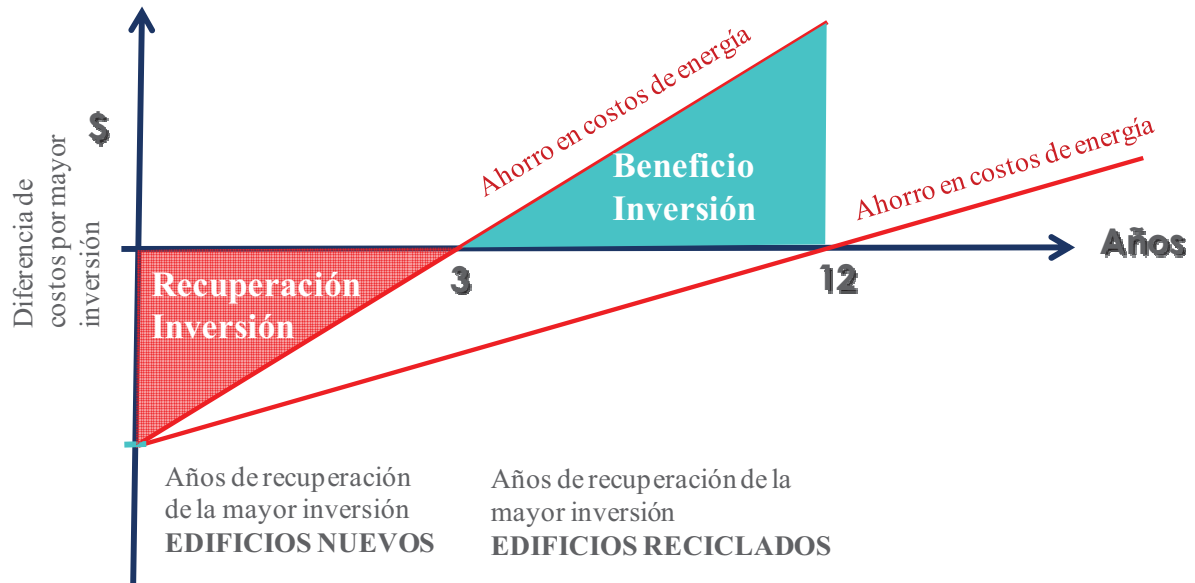 $
Diferencia de
costos por mayor
inversión
Ahorro en costos de energía
Beneficio
Inversión
Ahorro en costos de energía
Años
Recuperación
Inversión
3
12
Años de recuperación
de la mayor inversión
EDIFICIOS NUEVOS
Años de recuperación de la
mayor inversión
EDIFICIOS RECICLADOS